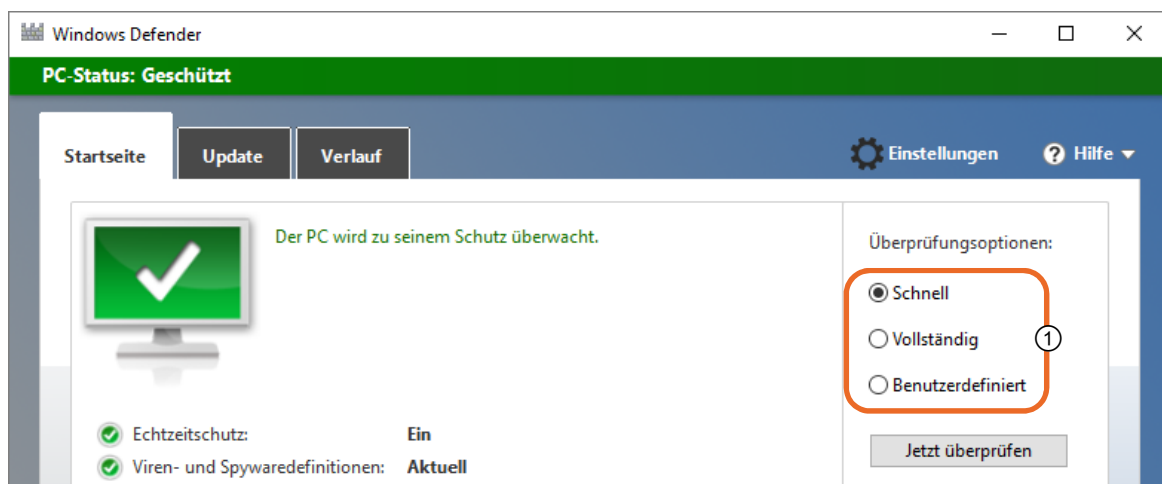 Windows Defender
PC-Status: Geschützt
Startseite
Update
Verlauf
Einstellungen
? Hilfe
Der PC wird zu seinem Schutz überwacht.
Überprüfungsoptionen:
Schnell
Vollständig
Benutzerdefiniert
①
Jetzt überprüfen
Echtzeitschutz: Ein
Viren- und Spywaredefinitionen: Aktuell